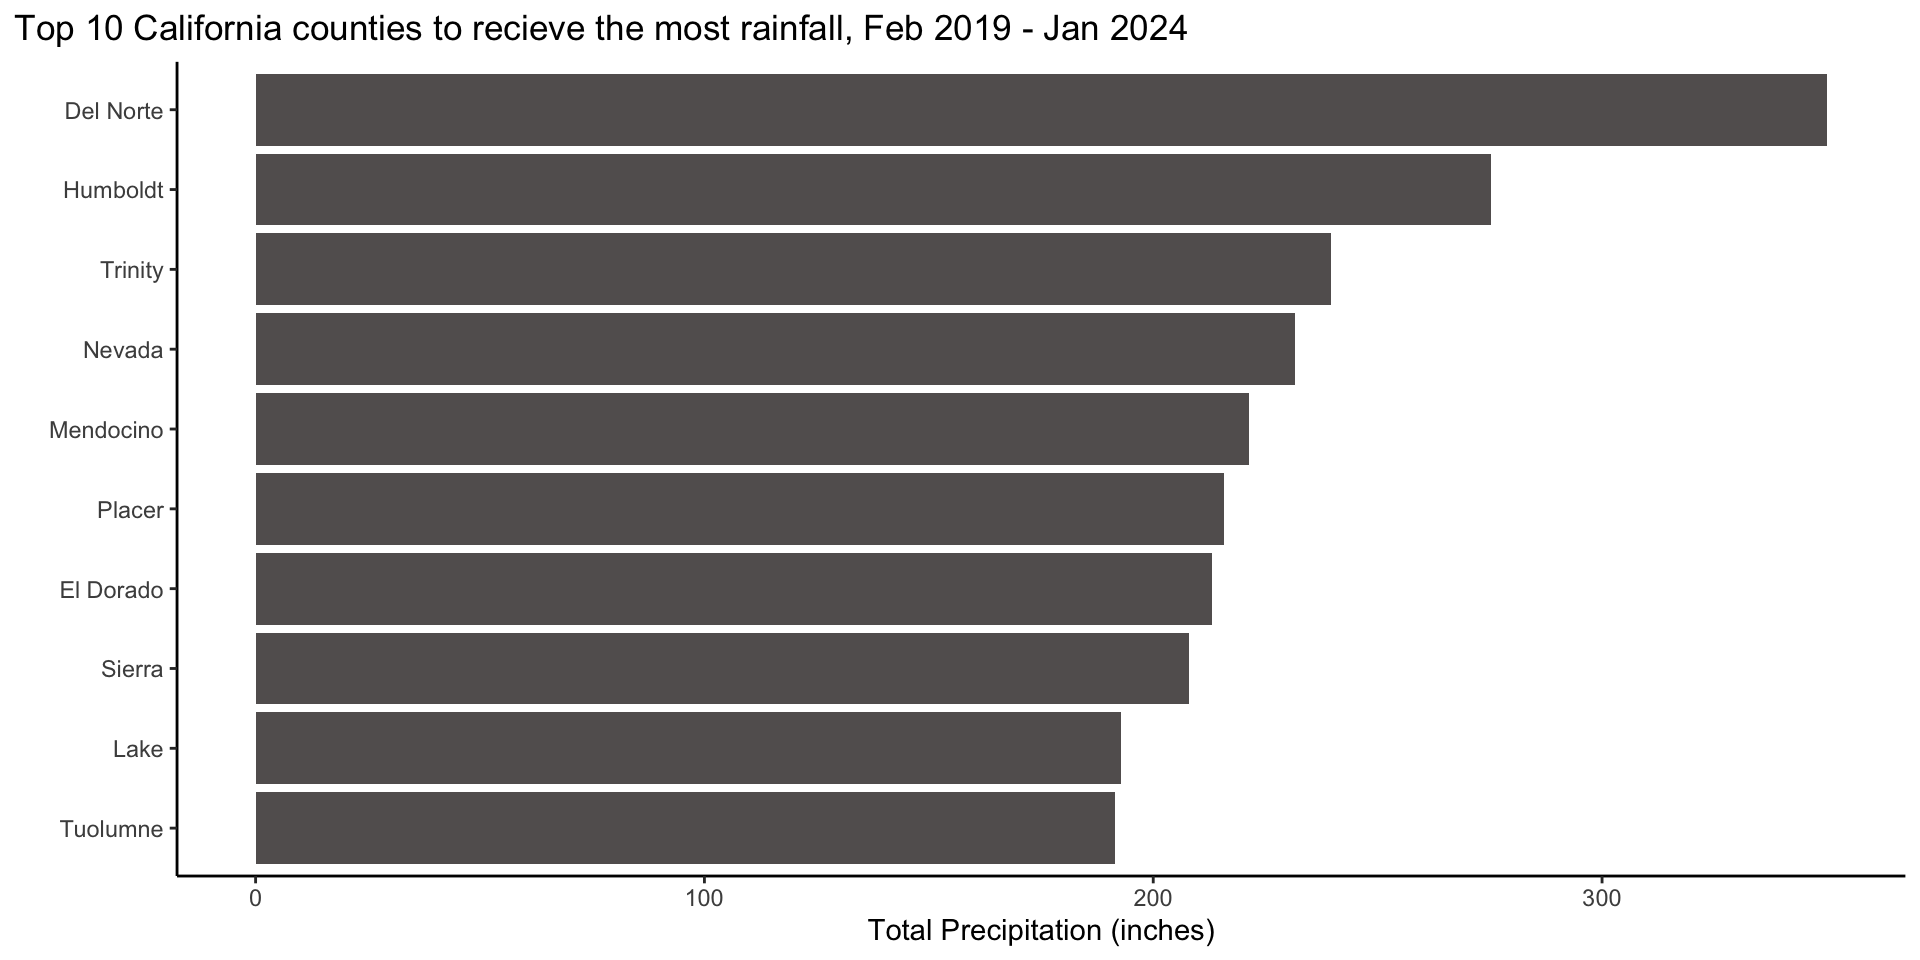 Top 10 California counties to recieve the most rainfall, Feb 2019 - Jan 2024
Del Norte
Humboldt
Trinity
Nevada
Mendocino
Placer
El Dorado
Sierra
Lake
Tuolumne
0 100 200 300
Total Precipitation (inches)